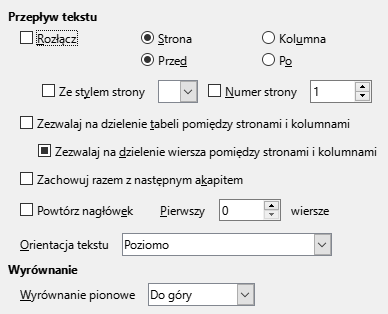 Przepływ tekstu
Rozłącz Strona Kolumna
Przed Po
Ze stylem strony Numer strony 1
Zezwalaj na dzielenie tabeli pomiędzy stronami i kolumnami
Zezwalaj na dzielenie wiersza pomiędzy stronami i kolumnami
Zachowuj razem z następnym akapitem
Powtórz nagłówek Pierwszy 0 wiersze
Orientacja tekstu Poziomo
Wyrównanie
Wyrównanie pionowe Do góry